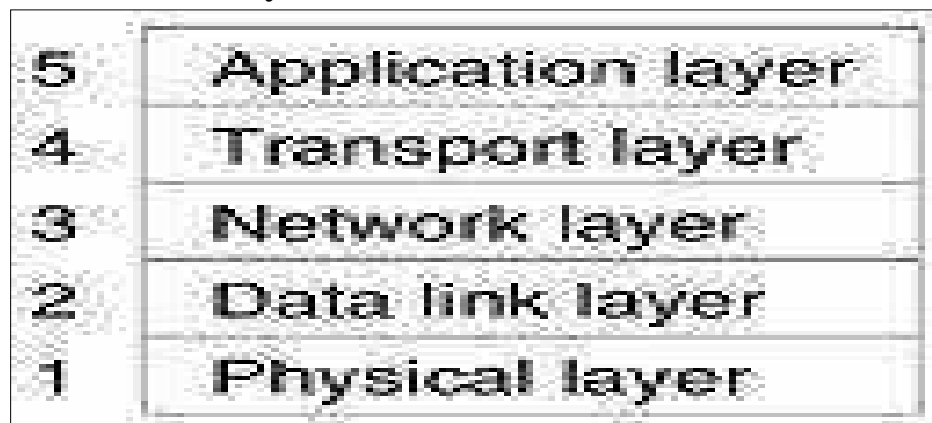 5 Application layer
4 Transport layer
3 Network layer
2 Data link layer
1 Physical layer